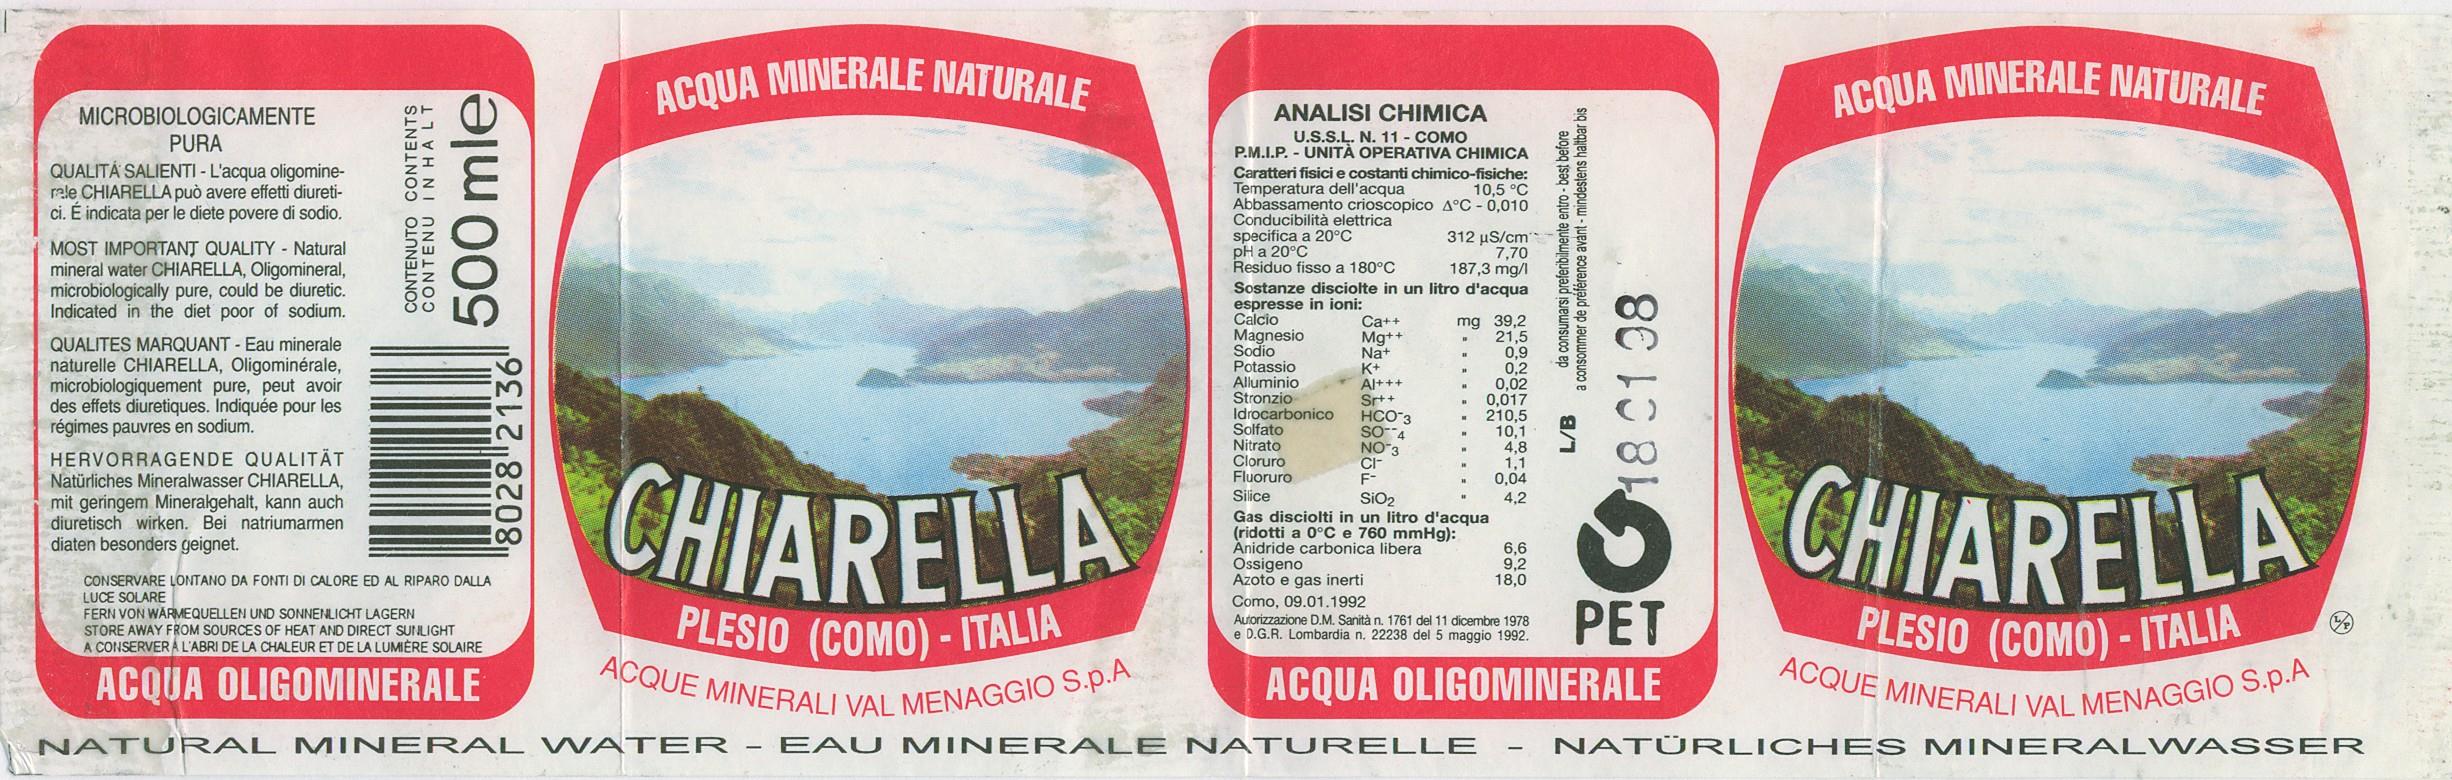 MICROBIOLOGICAMENTE
PURA
QUALITÁ SALIENTI - L'acqua oligomine-
rale CHIARELLA può avere effetti diureti-
ci. É indicata per le diete povere di sodio.
MOST IMPORTANT QUALITY - Natural
mineral water CHIARELLA, Oligomineral,
microbiologically pure, could be diuretic.
Indicated in the diet poor of sodium.
QUALITES MARQUANT - Eau minerale
naturelle CHIARELLA, Oligominérale,
microbiologiquement pure, peut avoir
des effets diuretiques. Indiquée pour les
régimes pauvres en sodium.
HERVORRAGENDE QUALITÄT
Natürliches Mineralwasser CHIARELLA,
mit geringem Mineralgehalt, kann auch
diuretisch wirken. Bei natriumarmen
diaten besonders geignet.
CONTENUTO CONTENTS
CONTENU INHALT
500 mle
80282136
CONSERVARE LONTANO DA FONTI DI CALORE ED AL RIPARO DALLA
LUCE SOLARE
FERN VON WÄRMEQUELLEN UND SONNENLICHT LAGERN
STORE AWAY FROM SOURCES OF HEAT AND DIRECT SUNLIGHT
A CONSERVER A L'ABRI DE LA CHALEUR ET DE LA LUMIÈRE SOLAIRE
ACQUA OLIGOMINERALE
ACQUA MINERALE NATURALE
CHIARELLA
PLESIO (COMO) - ITALIA
ACQUE MINERALI VAL MENAGGIO S.p.A
ANALISI CHIMICA
U.S.S.L. N. 11 - COMO
P.M.I.P. - UNITÀ OPERATIVA CHIMICA
Caratteri fisici e costanti chimico-fisiche:
Temperatura dell'acqua 10,5 °C
Abbassamento crioscopico Δ°C - 0,010
Conducibilità elettrica
specifica a 20°C 312 µS/cm
pH a 20°C 7,70
Residuo fisso a 180°C 187,3 mg/l
Sostanze disciolte in un litro d'acqua
espresse in ioni:
Calcio Ca++ mg 39,2
Magnesio Mg++ " 21,5
Sodio Na+ " 0,9
Potassio K+ " 0,2
Alluminio Al+++ " 0,02
Stronzio Sr++ " 0,017
Idrocarbonico HCO-3 " 210,5
Solfato SO--4 " 10,1
Nitrato NO-3 " 4,8
Cloruro Cl- " 1,1
Fluoruro F- " 0,04
Silice SiO2 " 4,2
Gas disciolti in un litro d'acqua
(ridotti a 0°C e 760 mmHg):
Anidride carbonica libera 6,6
Ossigeno 9,2
Azoto e gas inerti 18,0
Como, 09.01.1992
Autorizzazione D.M. Sanità n. 1761 del 11 dicembre 1978
e D.G.R. Lombardia n. 22238 del 5 maggio 1992.
L/B
da consumarsi preferibilmente entro - best before
a consommer de préférence avant - mindestens haltbar bis
PET
ACQUA OLIGOMINERALE
ACQUA MINERALE NATURALE
CHIARELLA
PLESIO (COMO) - ITALIA
ACQUE MINERALI VAL MENAGGIO S.p.A
NATURAL MINERAL WATER - EAU MINERALE NATURELLE - NATÜRLICHES MINERALWASSER